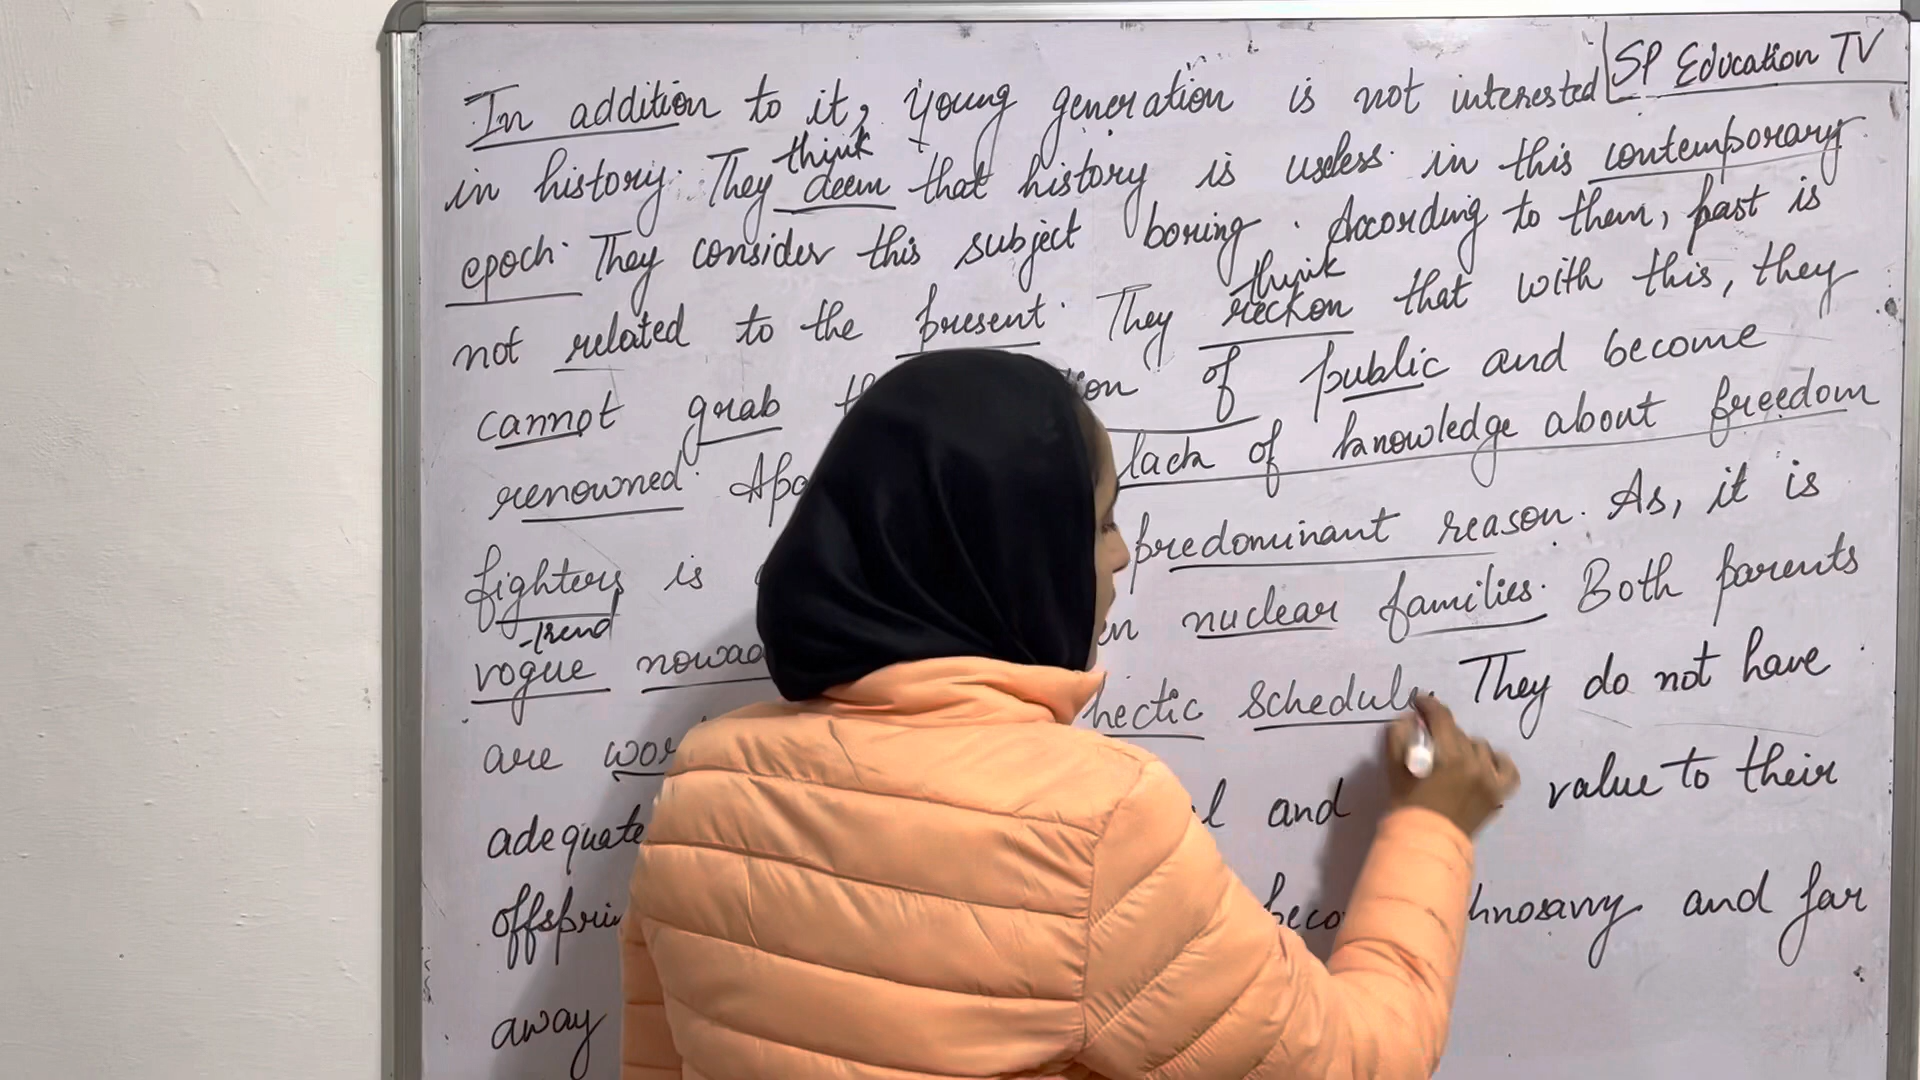 SP Education TV
In addition to it, young generation is not interested
think
in history. They deem that history is useless in this contemporary
epoch. They consider this subject boring. According to them, past is
think
not related to the present. They reckon that with this, they
cannot grab of public and become
renowned. lack of knowledge about freedom
fighters is predominant reason. As, it is
trend
vogue nuclear families. Both parents
are hectic They do not have
adequate and value to their
and far
away